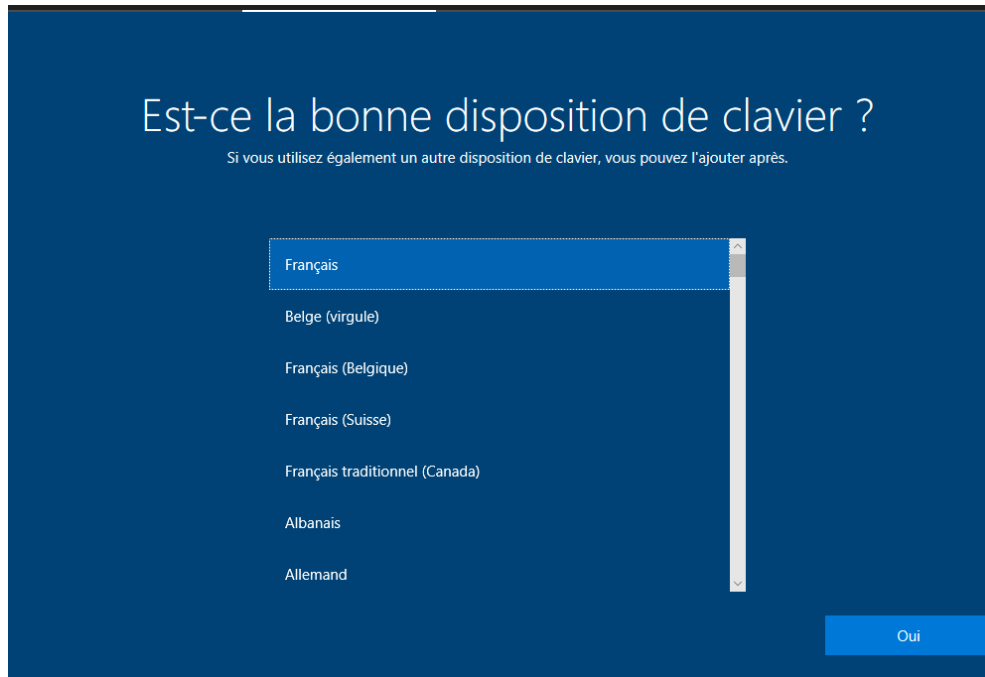 Est-ce la bonne disposition de clavier ?
Si vous utilisez également un autre disposition de clavier, vous pouvez l'ajouter après.
Français
Belge (virgule)
Français (Belgique)
Français (Suisse)
Français traditionnel (Canada)
Albanais
Allemand
Oui